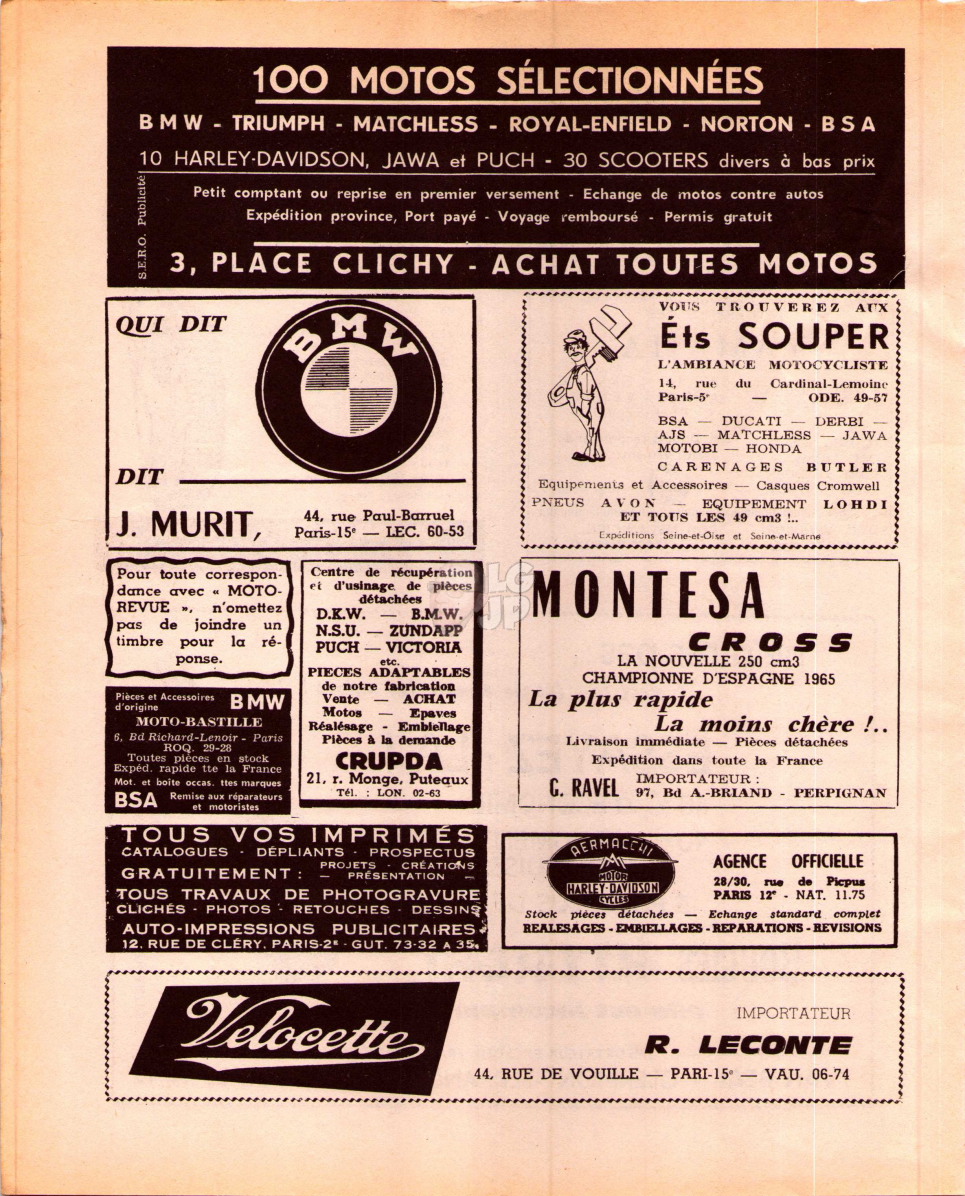 100 MOTOS SÉLECTIONNÉES
BMW - TRIUMPH - MATCHLESS - ROYAL-ENFIELD - NORTON - BSA
10 HARLEY-DAVIDSON, JAWA et PUCH - 30 SCOOTERS divers à bas prix
Petit comptant ou reprise en premier versement - Echange de motos contre autos
Expédition province, Port payé - Voyage remboursé - Permis gratuit
S.E.R.O. Publicité
3, PLACE CLICHY - ACHAT TOUTES MOTOS
QUI DIT
BMW
DIT
J. MURIT,
44, rue Paul-Barruel
Paris-15e — LEC. 60-53
VOUS TROUVEREZ AUX
Éts SOUPER
L'AMBIANCE MOTOCYCLISTE
14, rue du Cardinal-Lemoine
Paris-5e — ODE. 49-57
BSA — DUCATI — DERBI —
AJS — MATCHLESS — JAWA
MOTOBI — HONDA
CARENAGES BUTLER
Equipements et Accessoires — Casques Cromwell
PNEUS AVON — EQUIPEMENT LOHDI
ET TOUS LES 49 cm3 !..
Expéditions Seine-et-Oise et Seine-et-Marne
Pour toute correspon-
dance avec « MOTO-
REVUE », n'omettez
pas de joindre un
timbre pour la ré-
ponse.
Pièces et Accessoires
d'origine BMW
MOTO-BASTILLE
6, Bd Richard-Lenoir - Paris
ROQ. 29-28
Toutes pièces en stock
Expéd. rapide tte la France
Mot. et boîte occas. ttes marques
BSA Remise aux réparateurs
et motoristes
Centre de récupération
et d'usinage de pièces
détachées
D.K.W. — B.M.W.
N.S.U. — ZUNDAPP
PUCH — VICTORIA
etc.
PIECES ADAPTABLES
de notre fabrication
Vente — ACHAT
Motos — Epaves
Réalésage - Embiellage
Pièces à la demande
CRUPDA
21, r. Monge, Puteaux
Tél. : LON. 02-63
LCJP
MONTESA
CROSS
LA NOUVELLE 250 cm3
CHAMPIONNE D'ESPAGNE 1965
La plus rapide
La moins chère !..
Livraison immédiate — Pièces détachées
Expédition dans toute la France
G. RAVEL
IMPORTATEUR :
97, Bd A.-BRIAND - PERPIGNAN
TOUS VOS IMPRIMÉS
CATALOGUES - DÉPLIANTS - PROSPECTUS
GRATUITEMENT : PROJETS - CRÉATIONS
— PRÉSENTATION —
TOUS TRAVAUX DE PHOTOGRAVURE
CLICHÉS - PHOTOS - RETOUCHES - DESSINS
AUTO-IMPRESSIONS PUBLICITAIRES
12, RUE DE CLÉRY. PARIS-2e - GUT. 73-32 A 35.
AERMACCHI
MOTOR
HARLEY-DAVIDSON
CYCLES
AGENCE OFFICIELLE
28/30, rue de Picpus
PARIS 12e - NAT. 11.75
Stock pièces détachées — Echange standard complet
REALESAGES - EMBIELLAGES - REPARATIONS - REVISIONS
Velocette
IMPORTATEUR
R. LECONTE
44, RUE DE VOUILLE — PARI-15e — VAU. 06-74